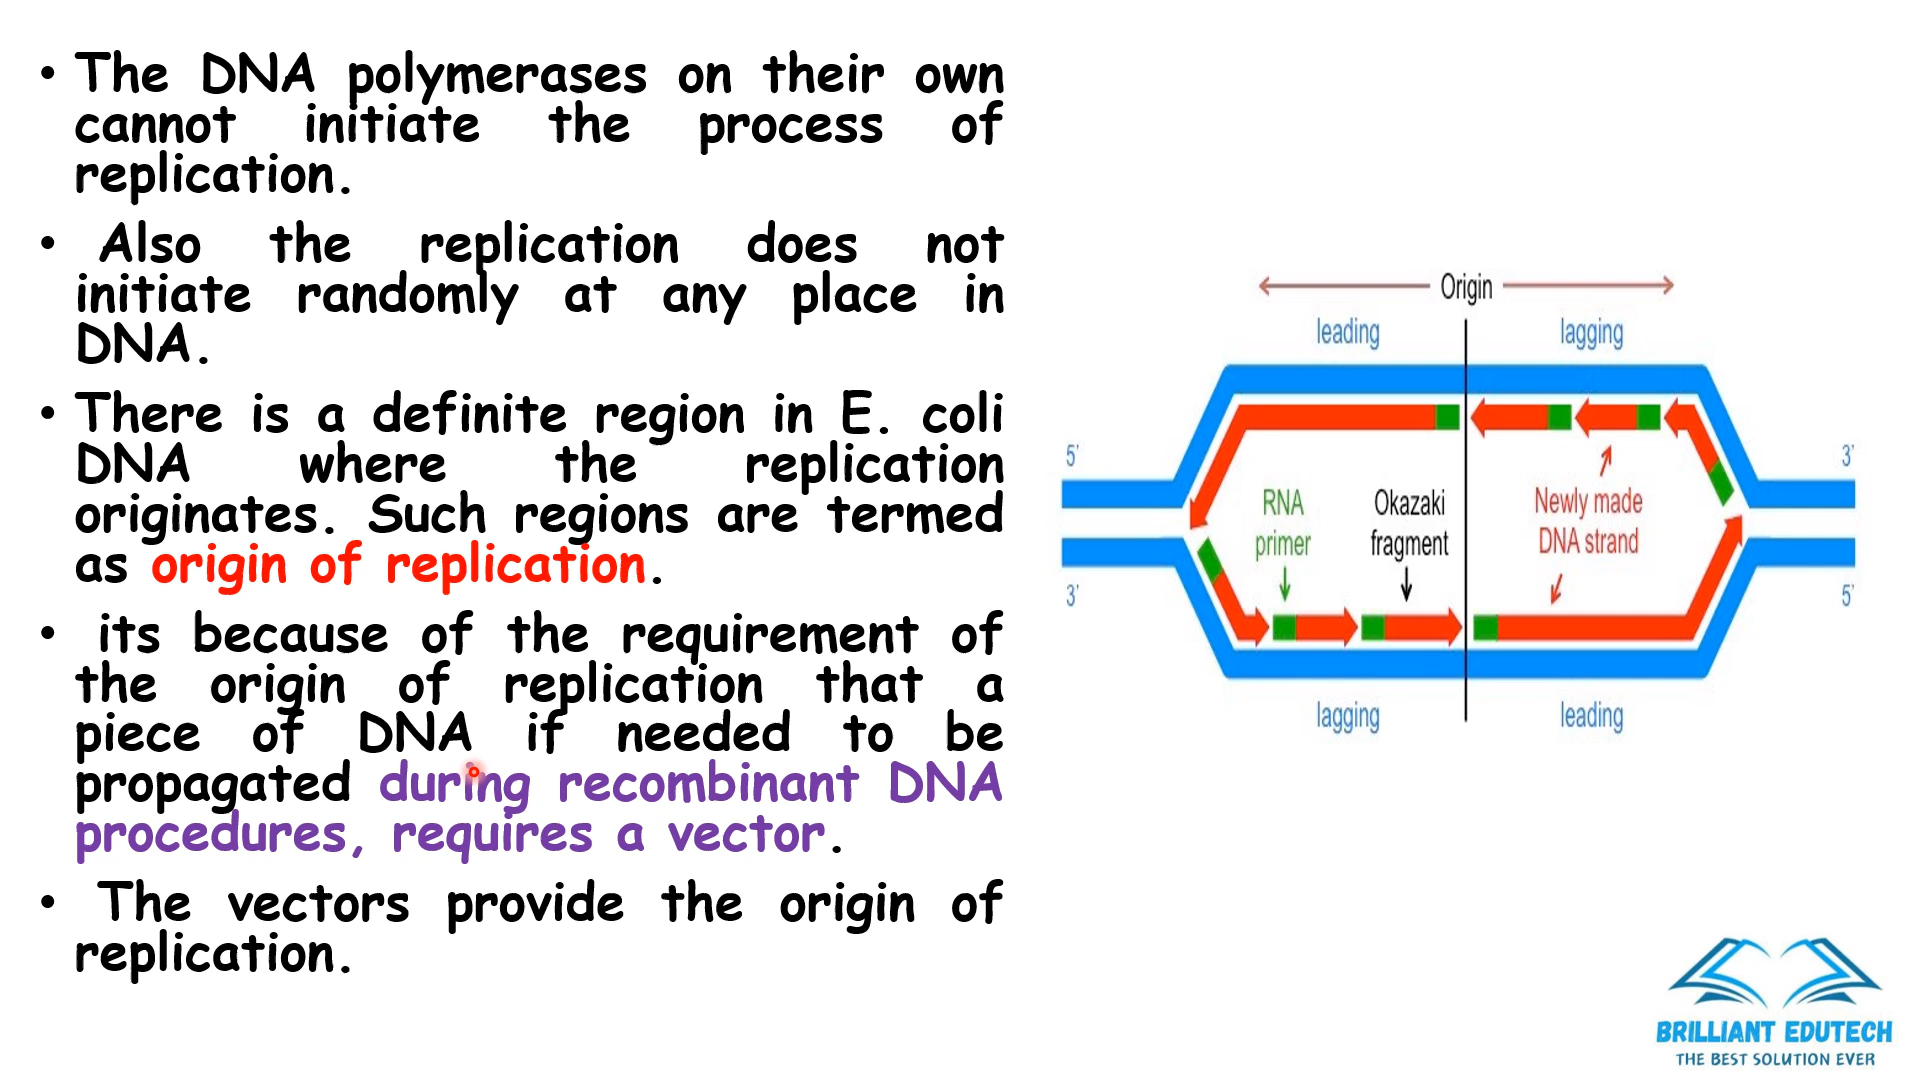 • The DNA polymerases on their own
cannot initiate the process of
replication.
• Also the replication does not
initiate randomly at any place in
DNA.
• There is a definite region in E. coli
DNA where the replication
originates. Such regions are termed
as origin of replication.
• its because of the requirement of
the origin of replication that a
piece of DNA if needed to be
propagated during recombinant DNA
procedures, requires a vector.
• The vectors provide the origin of
replication.
Origin
leading lagging
5' 3'
RNA
primer
Okazaki
fragment
Newly made
DNA strand
3' 5'
lagging leading
BRILLIANT EDUTECH
THE BEST SOLUTION EVER